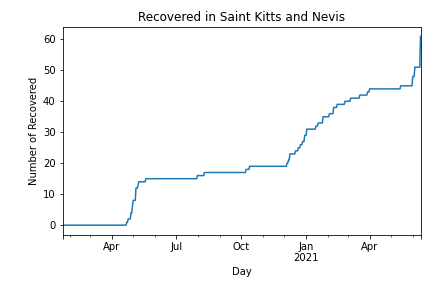 Recovered in Saint Kitts and Nevis
Number of Recovered
60
50
40
30
20
10
0
Apr
Jul
Oct
Jan
2021
Apr
Day